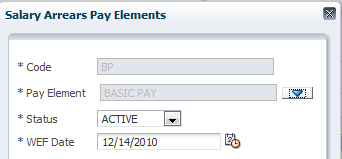 Salary Arrears Pay Elements
* Code BP
* Pay Element BASIC PAY
* Status ACTIVE
* WEF Date 12/14/2010